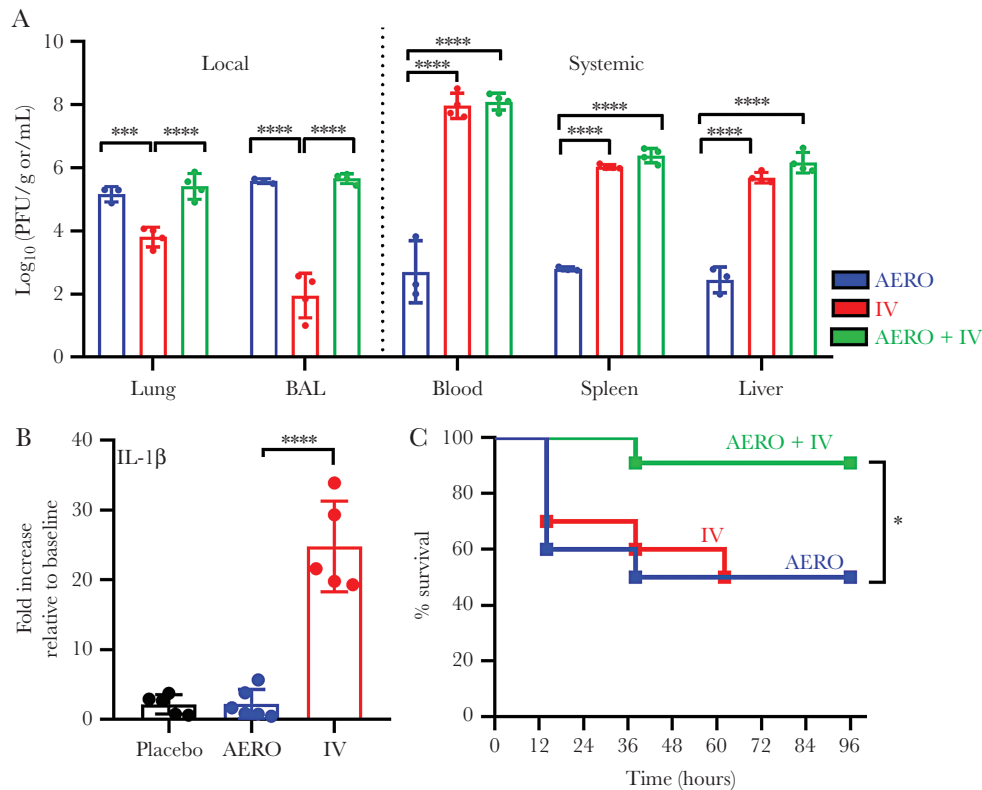 A
Log10 (PFU/g or/mL)
10
8
6
4
2
0
Local
Systemic
***
****
****
****
****
****
****
****
****
****
Lung
BAL
Blood
Spleen
Liver
AERO
IV
AERO + IV
B
IL-1β
Fold increase
relative to baseline
40
30
20
10
0
****
Placebo
AERO
IV
C
% survival
100
80
60
40
20
0
AERO + IV
IV
AERO
*
0 12 24 36 48 60 72 84 96
Time (hours)